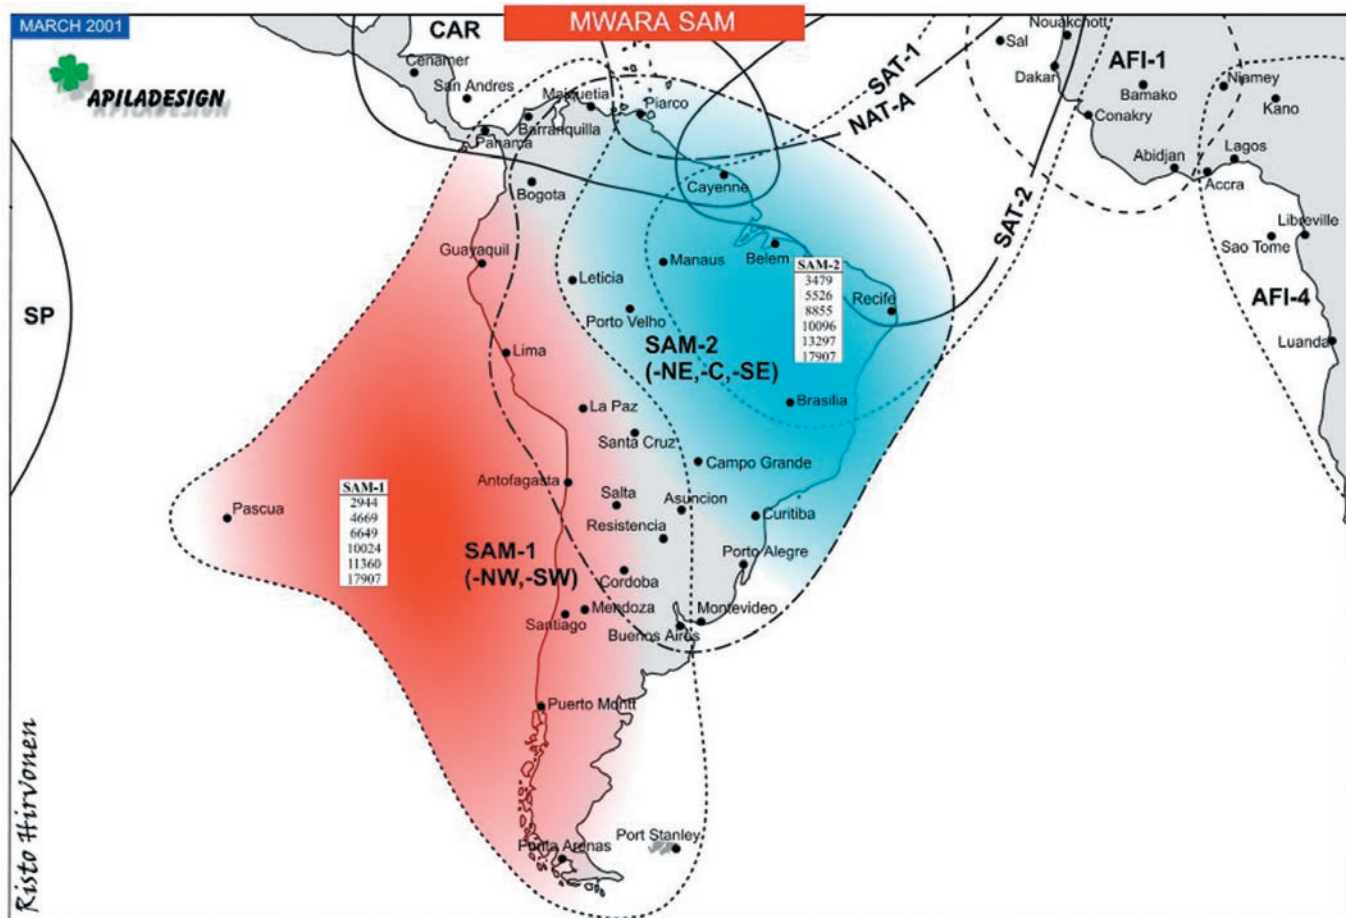 MARCH 2001
MWARA SAM
APILADESIGN
CAR
Cenamer
San Andres
Maiquetia
Piarco
Barranquilla
Panama
Bogota
Cayenne
SAT-1
NAT-A
SAT-2
Nouakchott
Sal
Dakar
AFI-1
Bamako
Niamey
Kano
Conakry
Abidjan
Lagos
Accra
Libreville
Sao Tome
AFI-4
Luanda
SP
Guayaquil
Leticia
Manaus
Belem
Porto Velho
Recife
SAM-2
3479
5526
8855
10096
13297
17907
Lima
SAM-2
(-NE,-C,-SE)
La Paz
Brasilia
Santa Cruz
Campo Grande
Antofagasta
Salta
Asuncion
Resistencia
Curitiba
Pascua
SAM-1
2944
4669
6649
10024
11360
17907
SAM-1
(-NW,-SW)
Porto Alegre
Cordoba
Mendoza
Santiago
Montevideo
Buenos Aires
Puerto Montt
Port Stanley
Punta Arenas
Risto Hirvonen